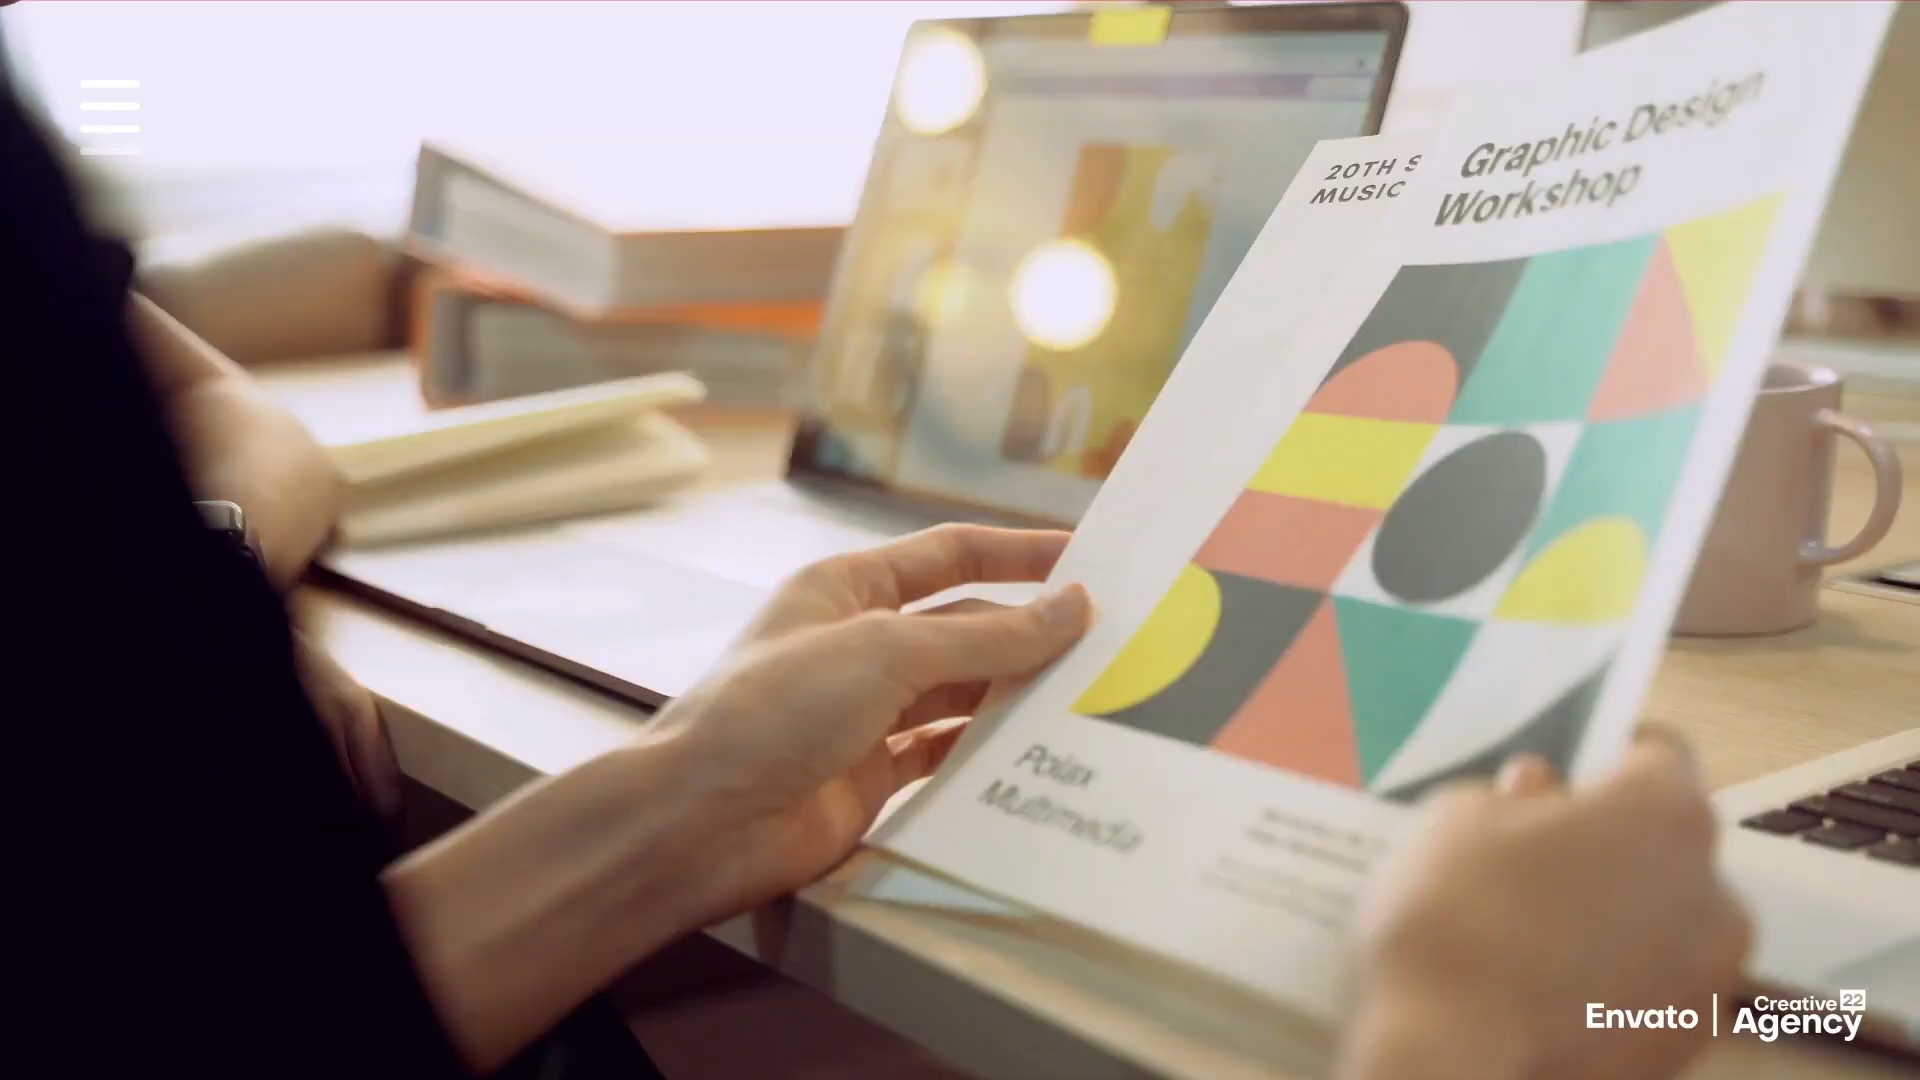 20TH S
MUSIC
Graphic Design
Workshop
Polax
Multimedia
Envato
Creative 22
Agency